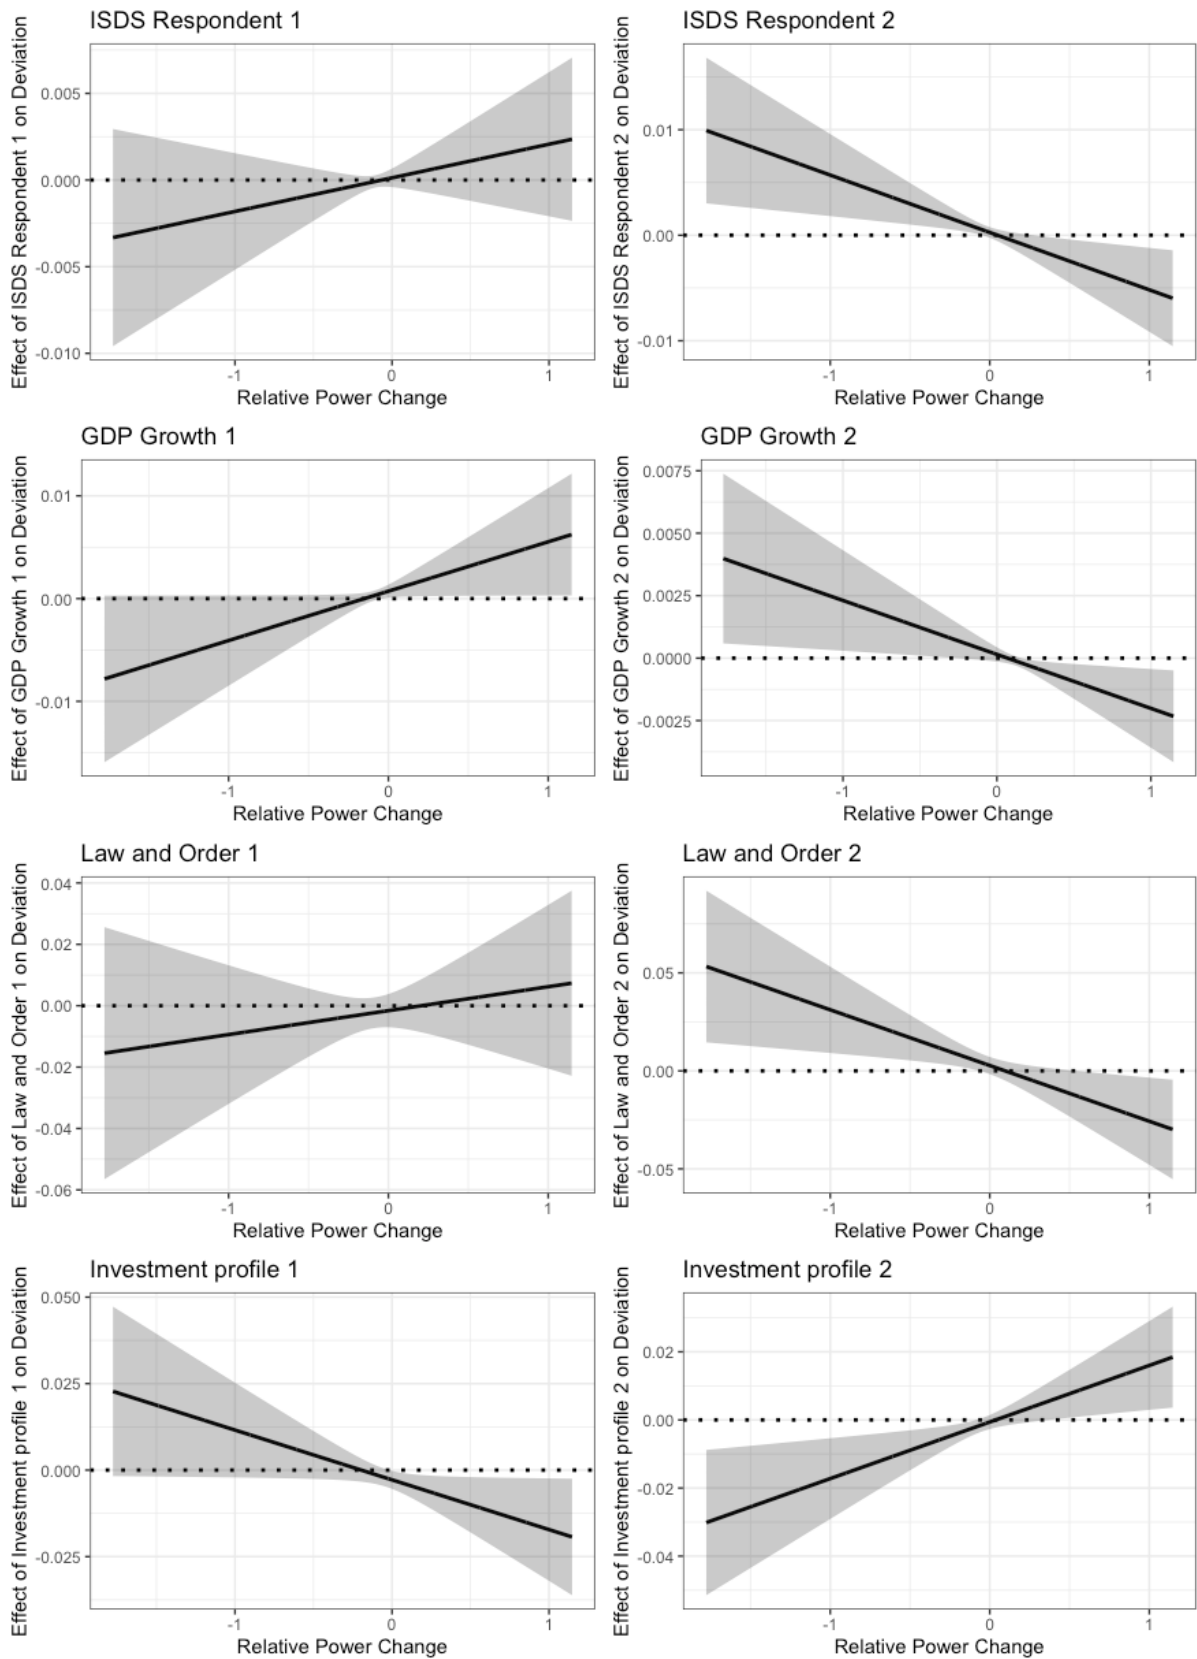 ISDS Respondent 1
Effect of ISDS Respondent 1 on Deviation
0.005
0.000
-0.005
-0.010
-1
0
1
Relative Power Change
ISDS Respondent 2
Effect of ISDS Respondent 2 on Deviation
0.01
0.00
-0.01
-1
0
1
Relative Power Change
GDP Growth 1
Effect of GDP Growth 1 on Deviation
0.01
0.00
-0.01
-1
0
1
Relative Power Change
GDP Growth 2
Effect of GDP Growth 2 on Deviation
0.0075
0.0050
0.0025
0.0000
-0.0025
-1
0
1
Relative Power Change
Law and Order 1
Effect of Law and Order 1 on Deviation
0.04
0.02
0.00
-0.02
-0.04
-0.06
-1
0
1
Relative Power Change
Law and Order 2
Effect of Law and Order 2 on Deviation
0.05
0.00
-0.05
-1
0
1
Relative Power Change
Investment profile 1
Effect of Investment profile 1 on Deviation
0.050
0.025
0.000
-0.025
-1
0
1
Relative Power Change
Investment profile 2
Effect of Investment profile 2 on Deviation
0.02
0.00
-0.02
-0.04
-1
0
1
Relative Power Change